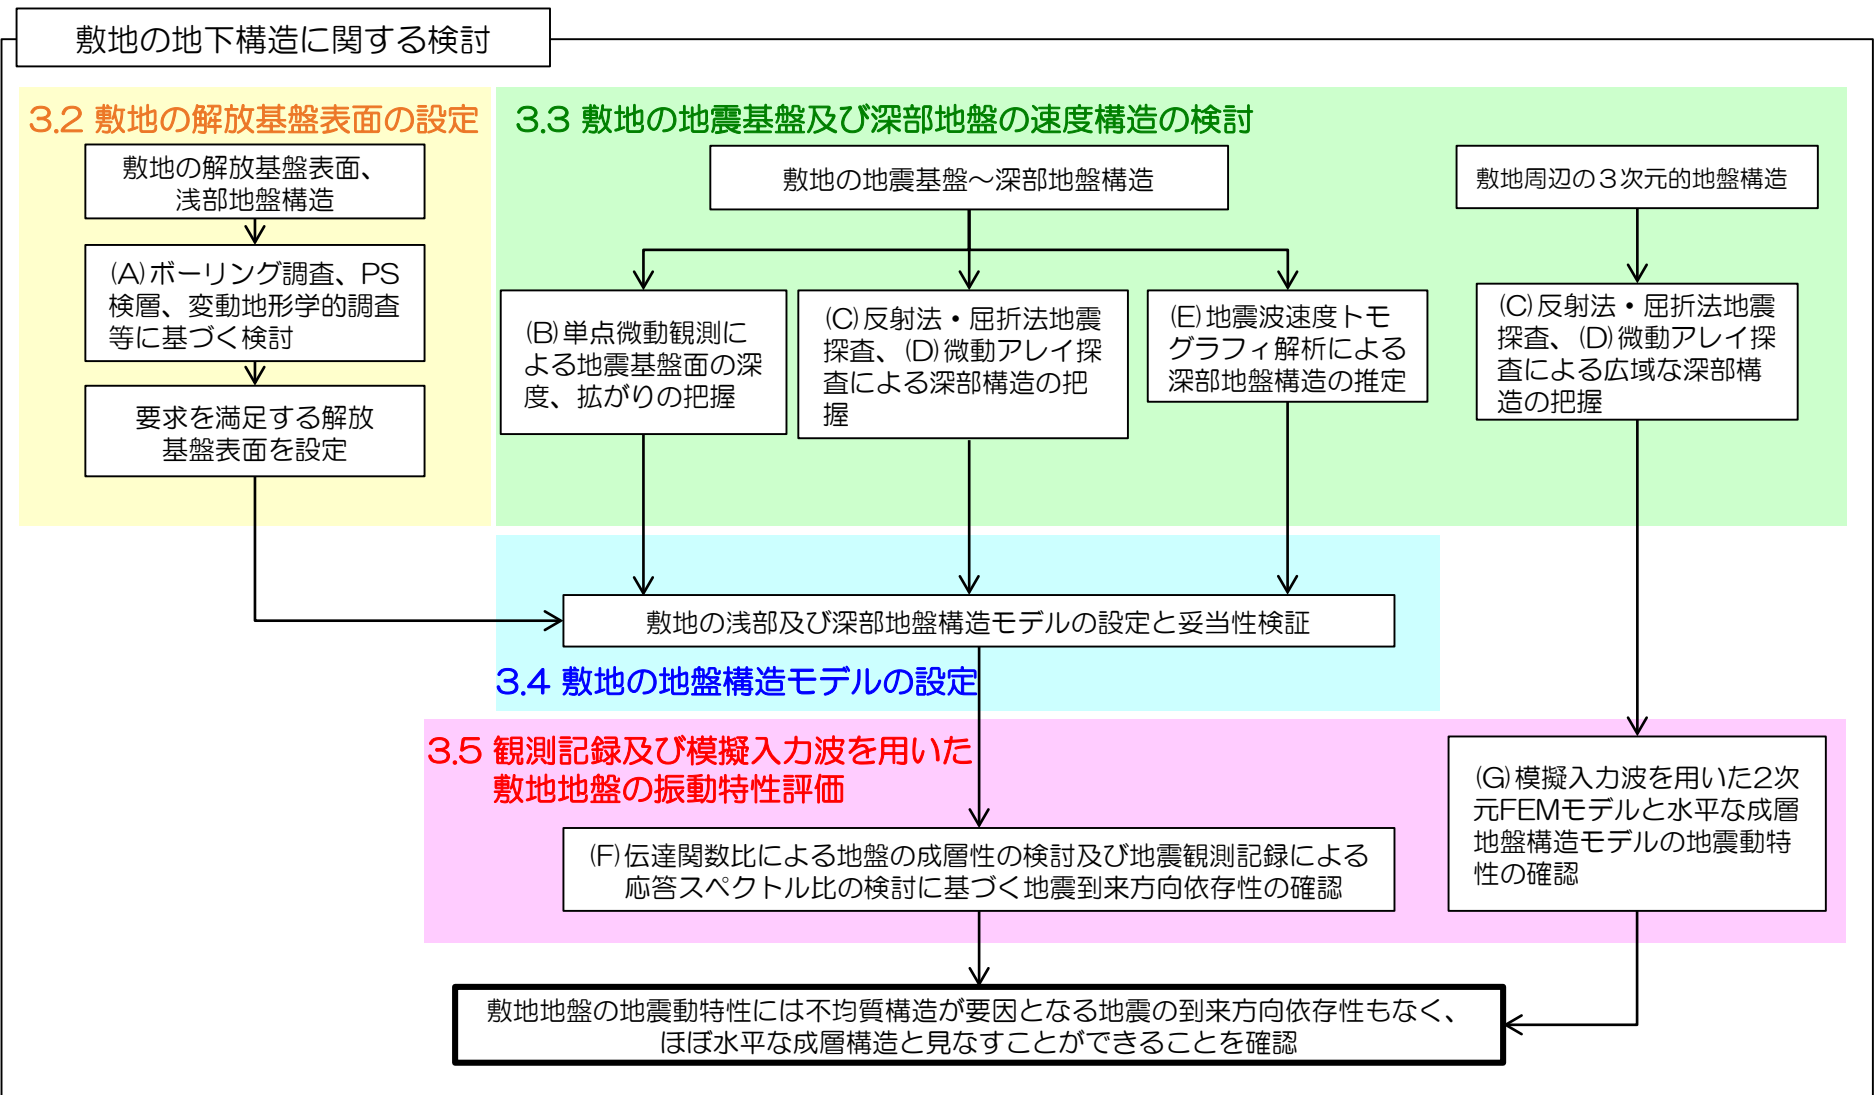 敷地の地下構造に関する検討
3.2 敷地の解放基盤表面の設定
敷地の解放基盤表面、
浅部地盤構造
(A)ボーリング調査、PS
検層、変動地形学的調査
等に基づく検討
要求を満足する解放
基盤表面を設定
3.3 敷地の地震基盤及び深部地盤の速度構造の検討
敷地の地震基盤～深部地盤構造
(B)単点微動観測に
よる地震基盤面の深
度、拡がりの把握
(C)反射法・屈折法地震
探査、(D)微動アレイ探
査による深部構造の把
握
(E)地震波速度トモ
グラフィ解析による
深部地盤構造の推定
敷地周辺の３次元的地盤構造
(C)反射法・屈折法地震
探査、(D)微動アレイ探
査による広域な深部構
造の把握
敷地の浅部及び深部地盤構造モデルの設定と妥当性検証
3.4 敷地の地盤構造モデルの設定
3.5 観測記録及び模擬入力波を用いた
敷地地盤の振動特性評価
(F)伝達関数比による地盤の成層性の検討及び地震観測記録による
応答スペクトル比の検討に基づく地震到来方向依存性の確認
(G)模擬入力波を用いた2次
元FEMモデルと水平な成層
地盤構造モデルの地震動特
性の確認
敷地地盤の地震動特性には不均質構造が要因となる地震の到来方向依存性もなく、
ほぼ水平な成層構造と見なすことができることを確認